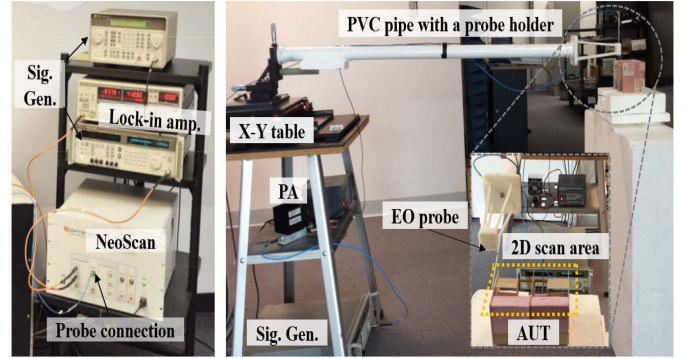 Sig.
Gen.
Lock-in amp.
NeoScan
Probe connection
PVC pipe with a probe holder
X-Y table
PA
EO probe
2D scan area
Sig. Gen.
AUT